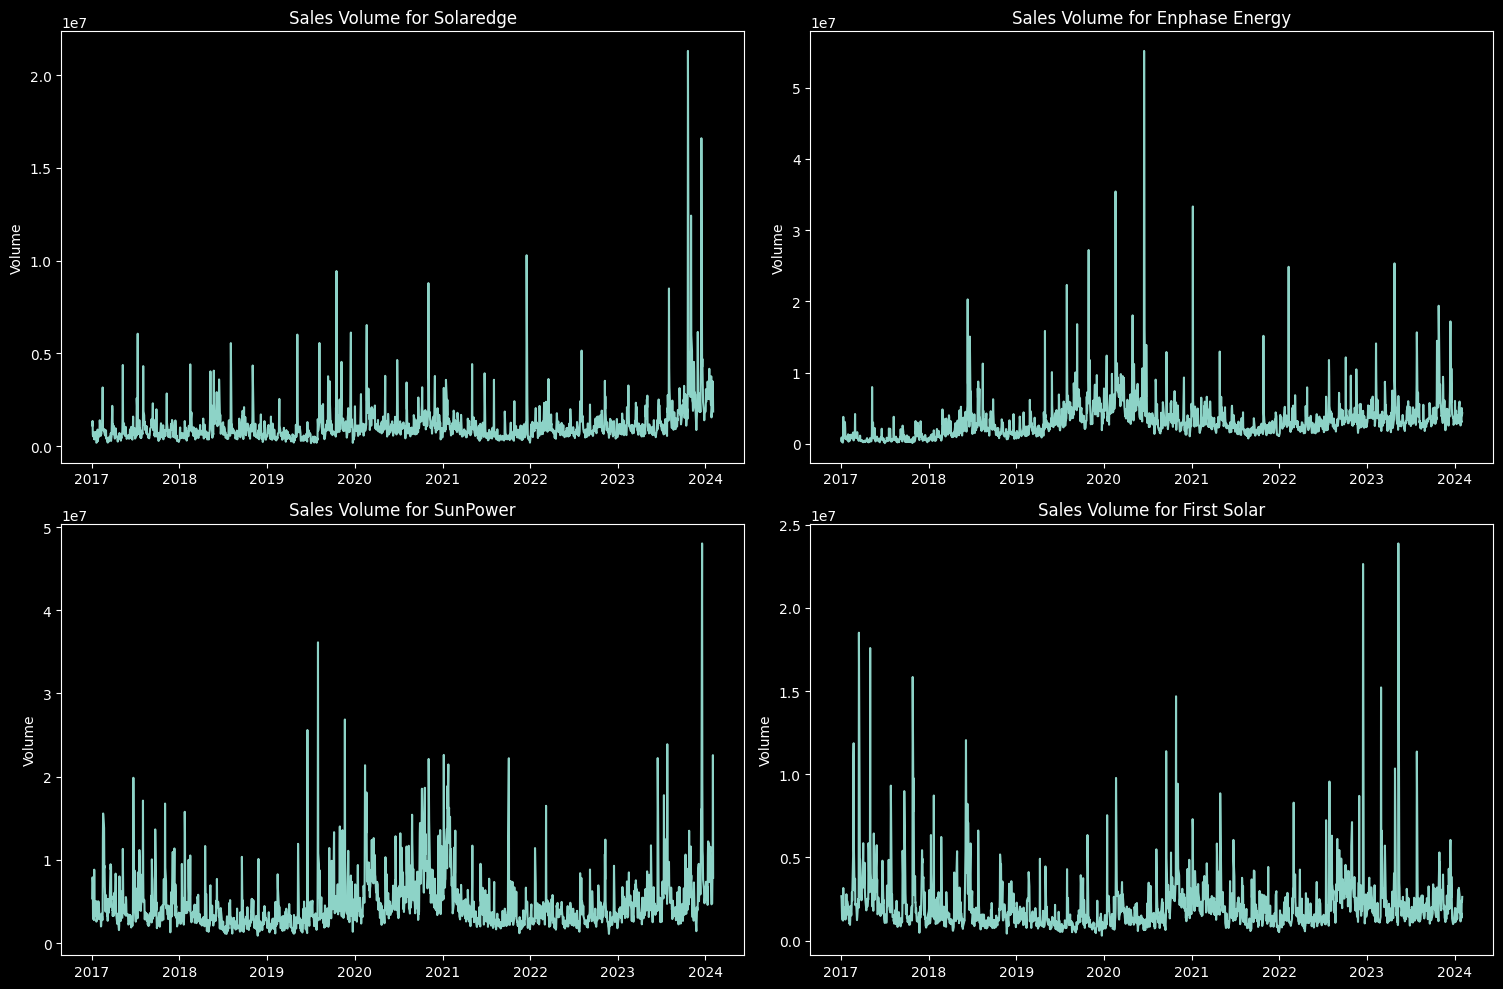 Sales Volume for Solaredge
1e7
2.0
1.5
1.0
0.5
0.0
Volume
2017 2018 2019 2020 2021 2022 2023 2024
Sales Volume for Enphase Energy
1e7
5
4
3
2
1
0
Volume
2017 2018 2019 2020 2021 2022 2023 2024
Sales Volume for SunPower
1e7
5
4
3
2
1
0
Volume
2017 2018 2019 2020 2021 2022 2023 2024
Sales Volume for First Solar
1e7
2.5
2.0
1.5
1.0
0.5
0.0
Volume
2017 2018 2019 2020 2021 2022 2023 2024